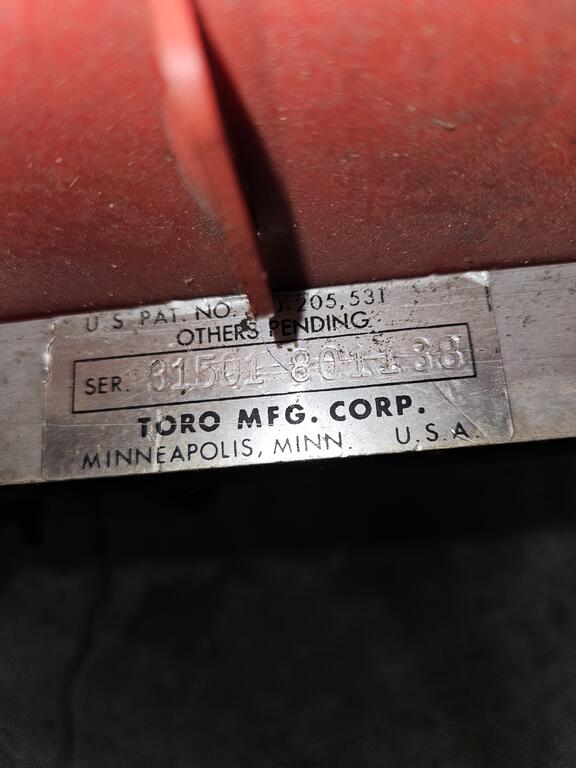 U.S. PAT. NO. 205,531
OTHERS PENDING
SER. 31501-801138
TORO MFG. CORP.
MINNEAPOLIS, MINN. U.S.A.